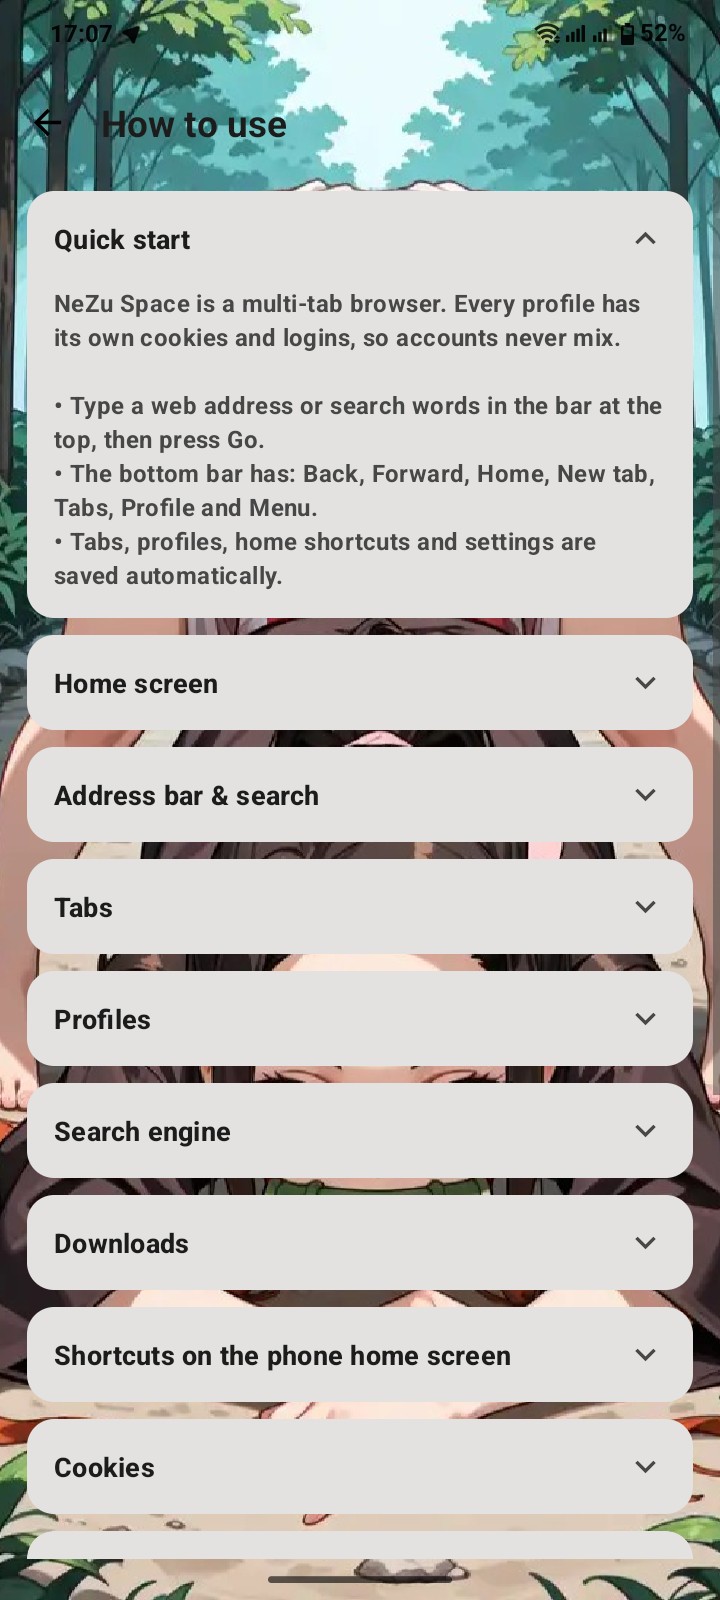 17:07
52%
How to use
Quick start
NeZu Space is a multi-tab browser. Every profile has
its own cookies and logins, so accounts never mix.
• Type a web address or search words in the bar at the
top, then press Go.
• The bottom bar has: Back, Forward, Home, New tab,
Tabs, Profile and Menu.
• Tabs, profiles, home shortcuts and settings are
saved automatically.
Home screen
Address bar & search
Tabs
Profiles
Search engine
Downloads
Shortcuts on the phone home screen
Cookies